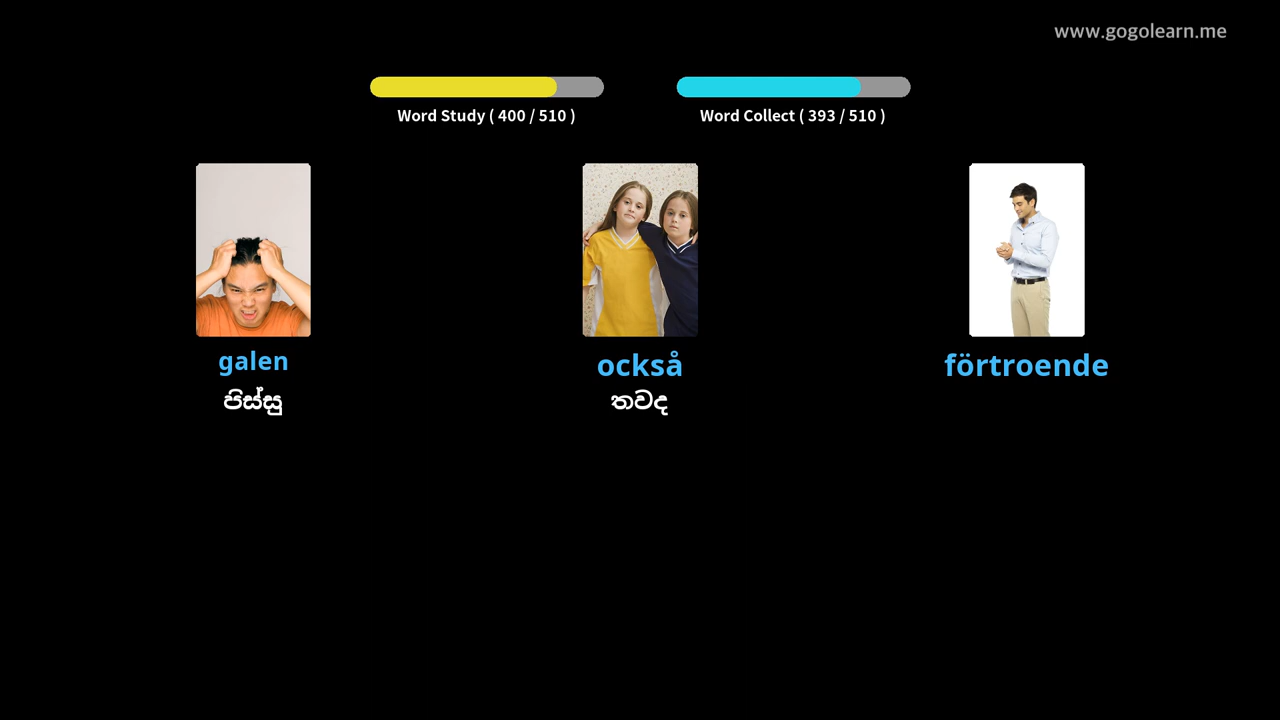 www.gogolearn.me
Word Study ( 400 / 510 )
Word Collect ( 393 / 510 )
galen
också
förtroende
පිස්සු
තවද